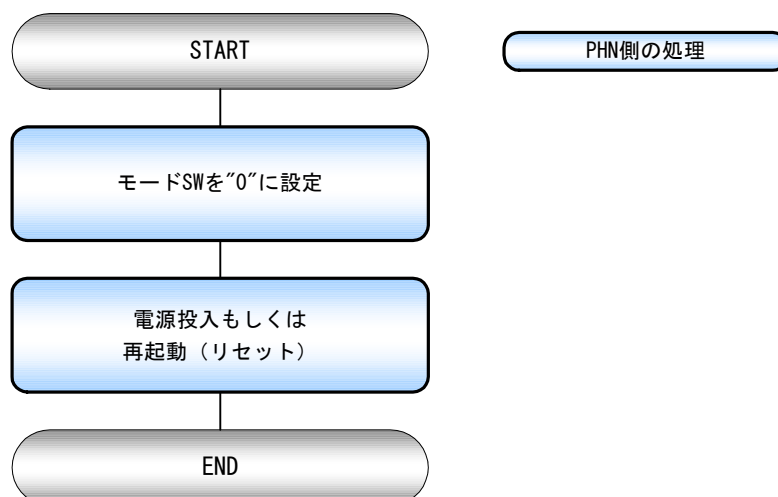 START
PHN側の処理
モードSWを"0"に設定
電源投入もしくは
再起動（リセット）
END